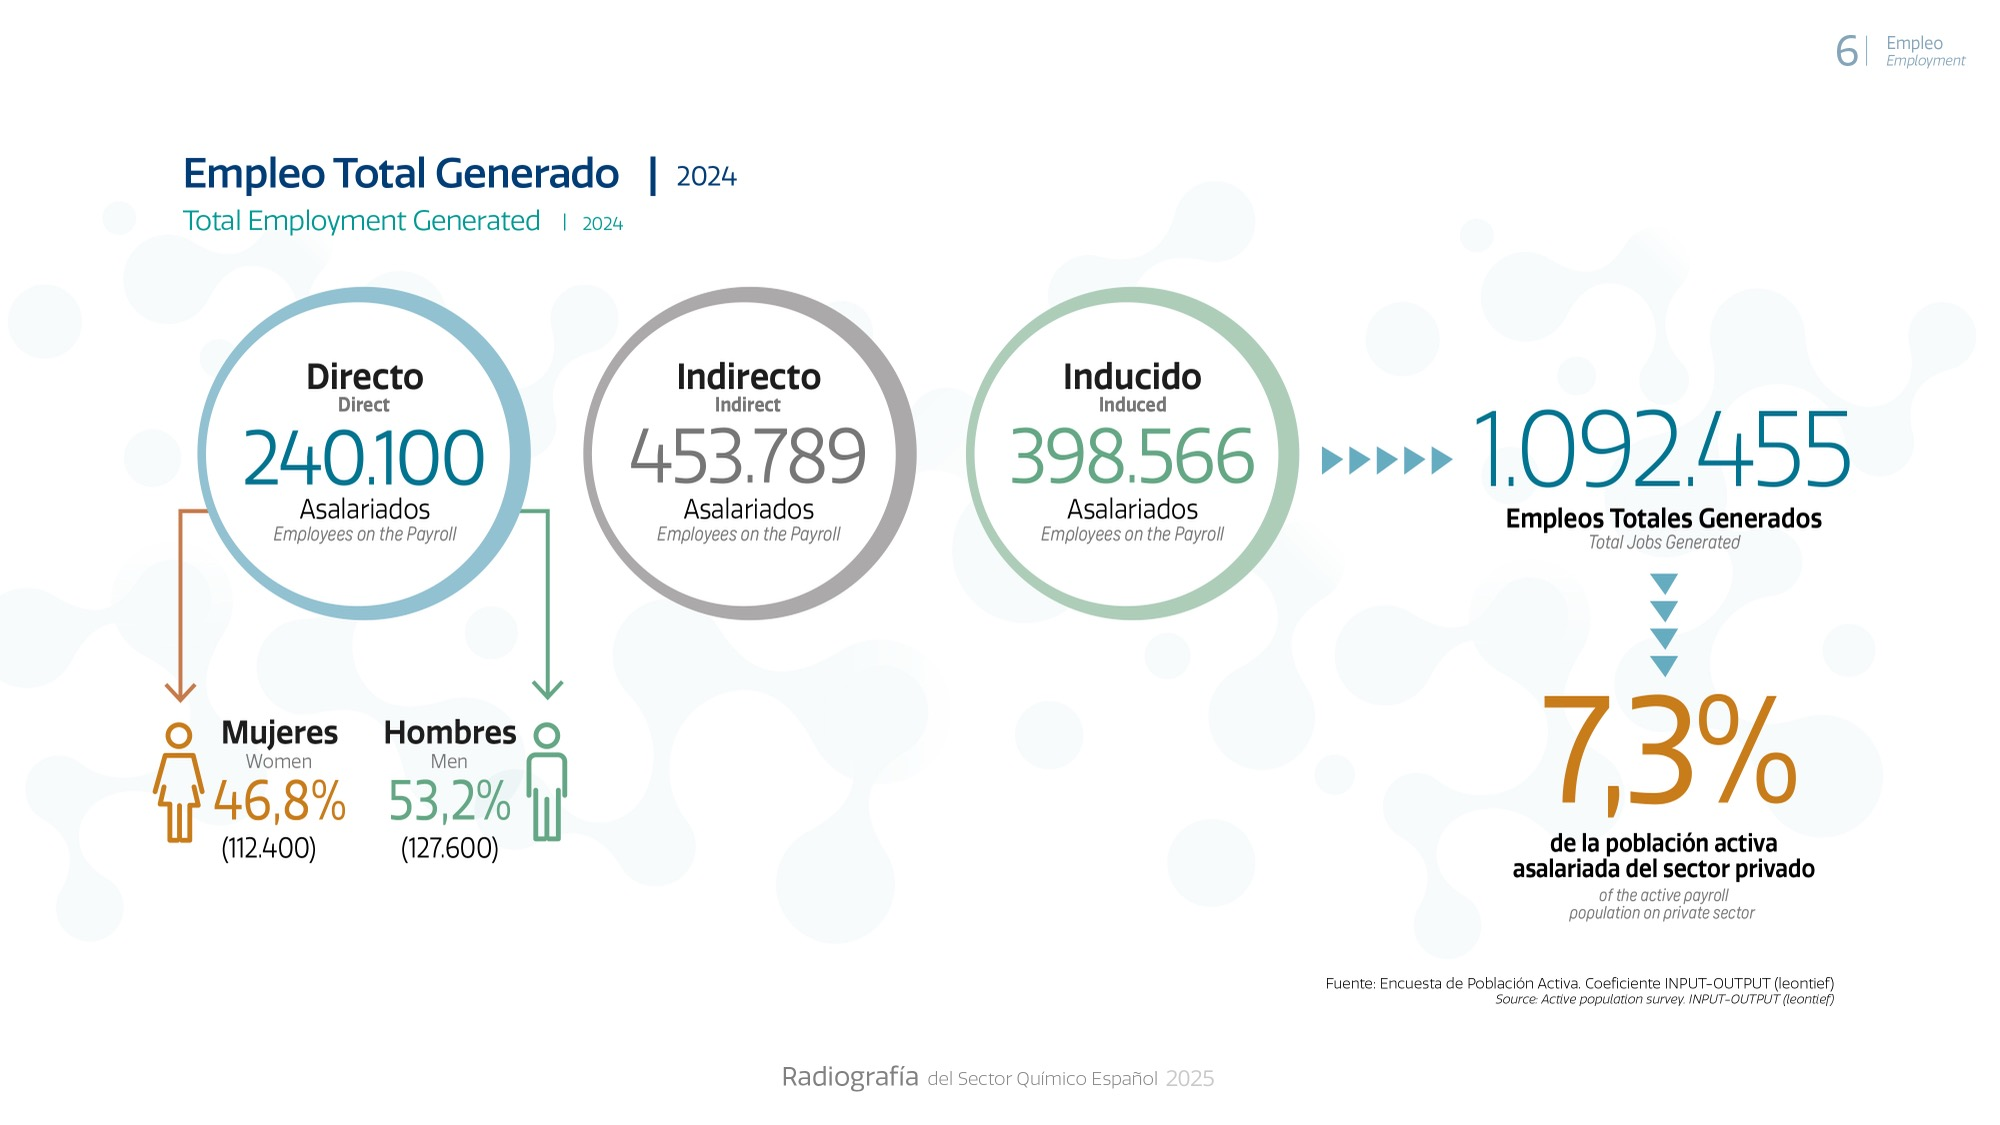 6 | Empleo
Employment
Empleo Total Generado | 2024
Total Employment Generated | 2024
Directo
Direct
240.100
Asalariados
Employees on the Payroll
Indirecto
Indirect
453.789
Asalariados
Employees on the Payroll
Inducido
Induced
398.566
Asalariados
Employees on the Payroll
1.092.455
Empleos Totales Generados
Total Jobs Generated
Mujeres
Women
46,8%
(112.400)
Hombres
Men
53,2%
(127.600)
7,3%
de la población activa
asalariada del sector privado
of the active payroll
population on private sector
Fuente: Encuesta de Población Activa. Coeficiente INPUT-OUTPUT (leontief)
Source: Active population survey. INPUT-OUTPUT (leontief)
Radiografía del Sector Químico Español 2025